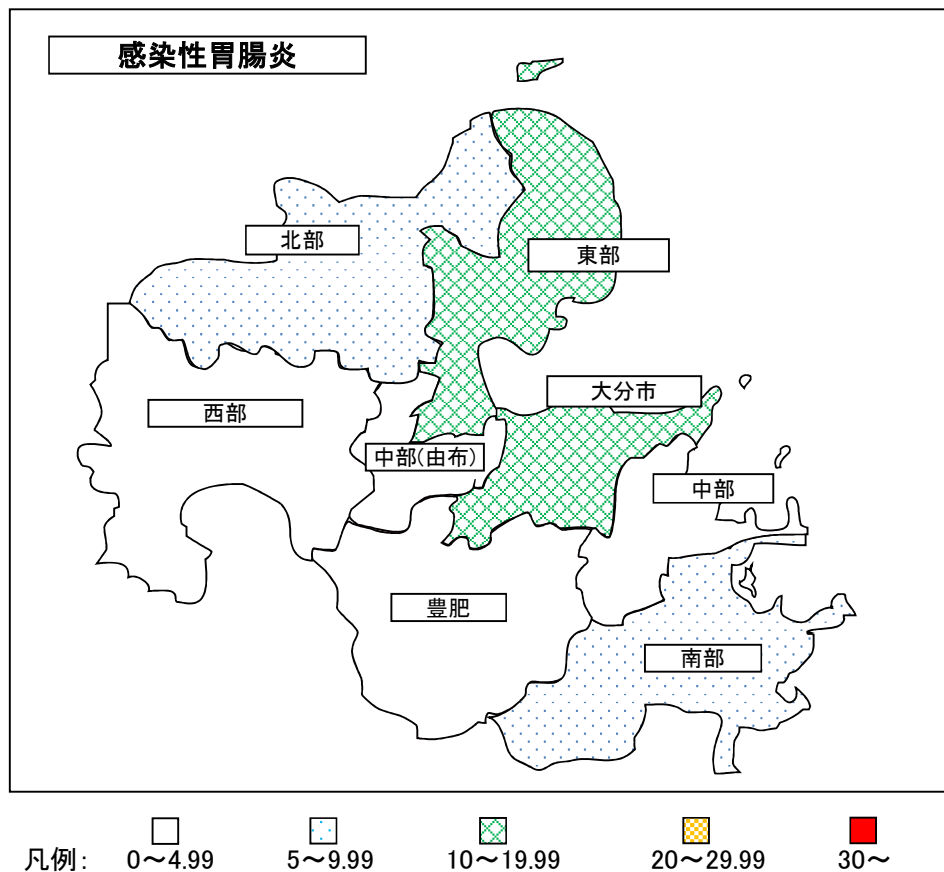 感染性胃腸炎
北部
東部
大分市
西部
中部(由布)
中部
豊肥
南部
凡例: 0～4.99 5～9.99 10～19.99 20～29.99 30～